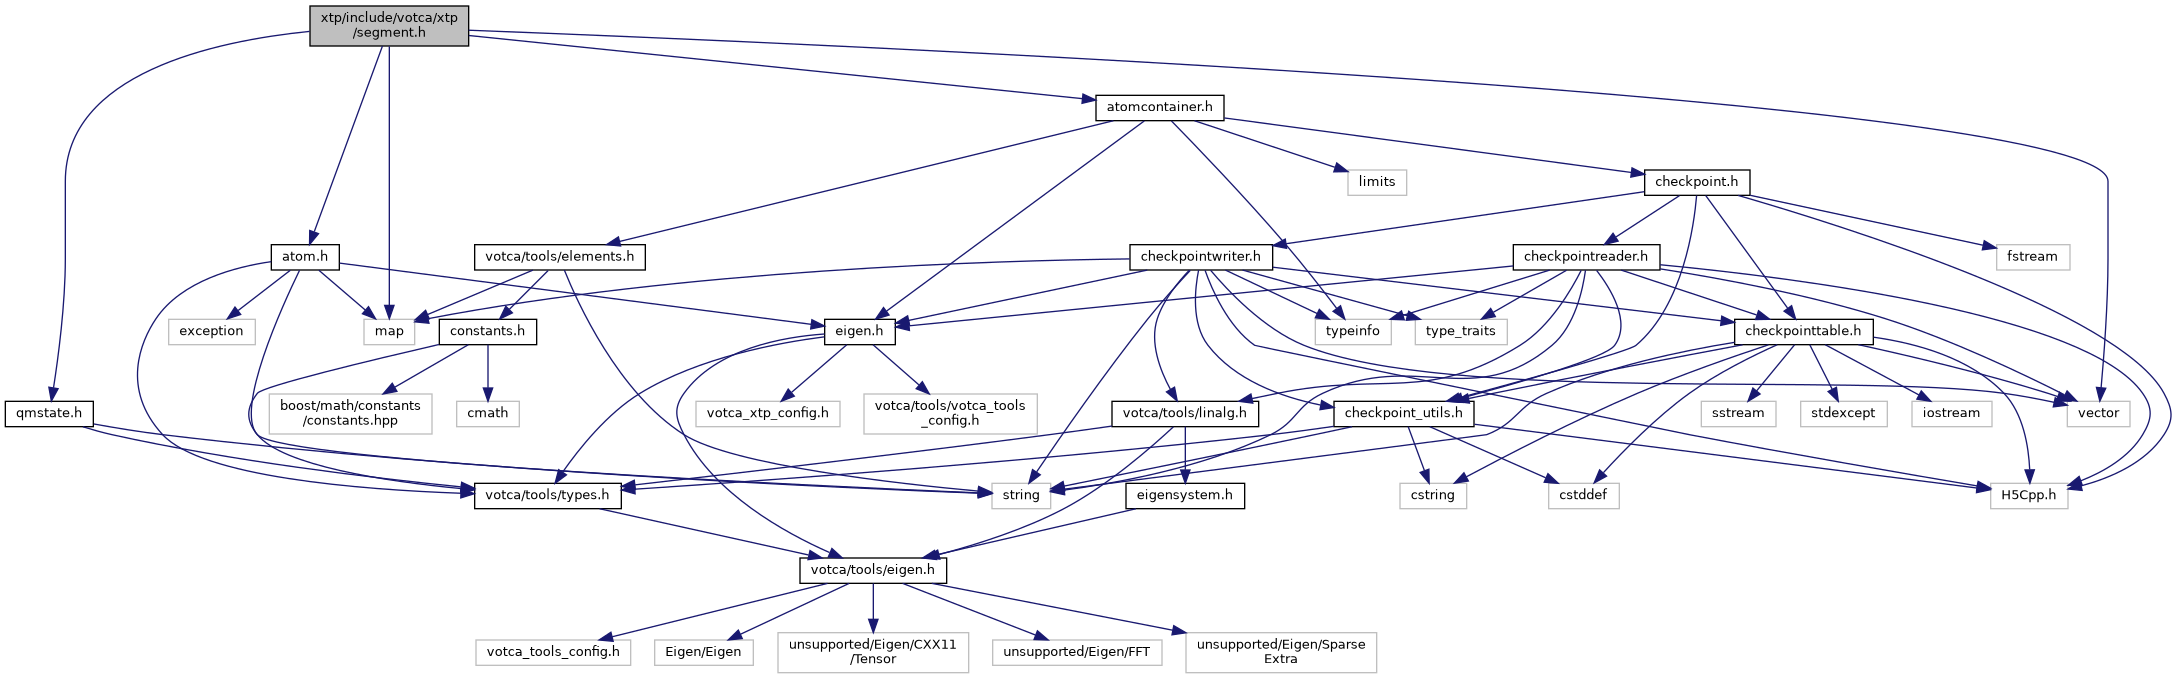 xtp/include/votca/xtp
/segment.h
atomcontainer.h
limits
checkpoint.h
atom.h
votca/tools/elements.h
checkpointwriter.h
checkpointreader.h
fstream
exception
map
constants.h
eigen.h
typeinfo
type_traits
checkpointtable.h
qmstate.h
boost/math/constants
/constants.hpp
cmath
votca_xtp_config.h
votca/tools/votca_tools
_config.h
votca/tools/linalg.h
checkpoint_utils.h
sstream
stdexcept
iostream
vector
votca/tools/types.h
string
eigensystem.h
cstring
cstddef
H5Cpp.h
votca/tools/eigen.h
votca_tools_config.h
Eigen/Eigen
unsupported/Eigen/CXX11
/Tensor
unsupported/Eigen/FFT
unsupported/Eigen/Sparse
Extra